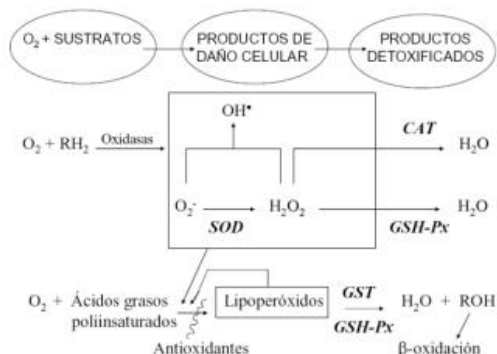 O₂ + SUSTRATOS
PRODUCTOS DE
DAÑO CELULAR
PRODUCTOS
DETOXIFICADOS
OH•
O₂ + RH₂
Oxidasas
CAT
H₂O
O₂⁻
SOD
H₂O₂
GSH-Px
H₂O
O₂ + Ácidos grasos
poliinsaturados
Lipoperóxidos
GST
GSH-Px
H₂O + ROH
Antioxidantes
β-oxidación